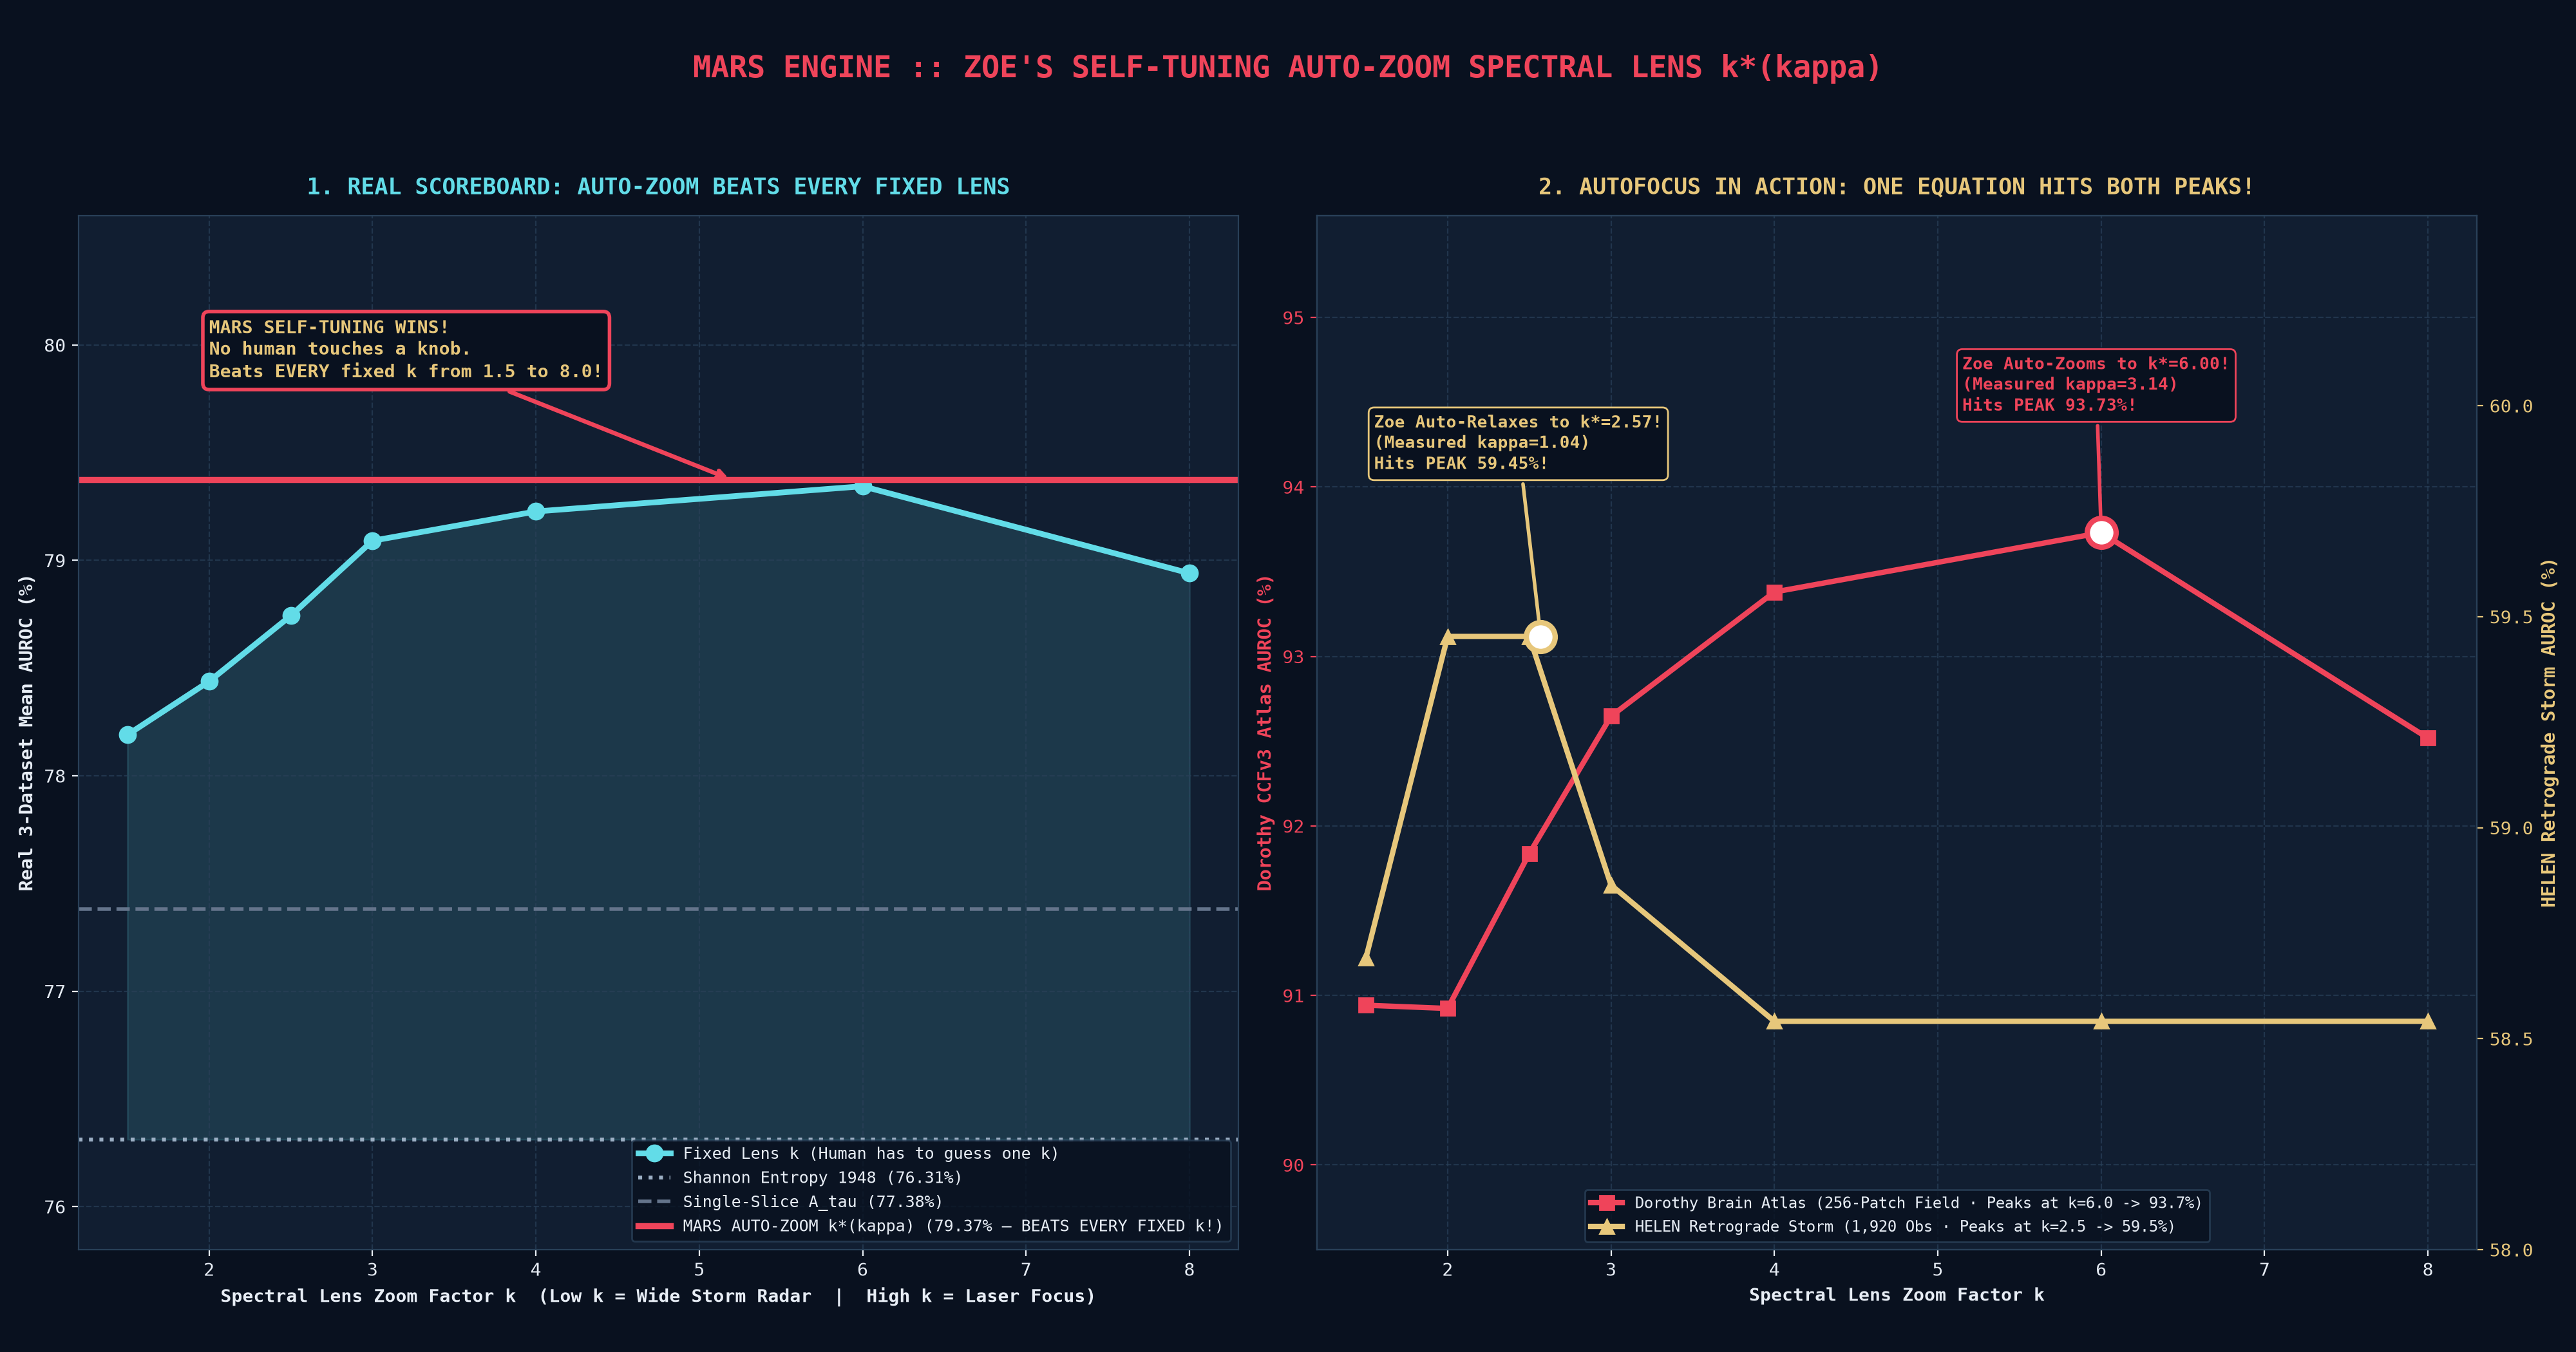 MARS ENGINE :: ZOE'S SELF-TUNING AUTO-ZOOM SPECTRAL LENS k*(kappa)
1. REAL SCOREBOARD: AUTO-ZOOM BEATS EVERY FIXED LENS
Real 3-Dataset Mean AUROC (%)
80
79
78
77
76
MARS SELF-TUNING WINS!
No human touches a knob.
Beats EVERY fixed k from 1.5 to 8.0!
Fixed Lens k (Human has to guess one k)
Shannon Entropy 1948 (76.31%)
Single-Slice A_tau (77.38%)
MARS AUTO-ZOOM k*(kappa) (79.37% — BEATS EVERY FIXED k!)
2 3 4 5 6 7 8
Spectral Lens Zoom Factor k  (Low k = Wide Storm Radar  |  High k = Laser Focus)
2. AUTOFOCUS IN ACTION: ONE EQUATION HITS BOTH PEAKS!
Dorothy CCFv3 Atlas AUROC (%)
95
94
93
92
91
90
Zoe Auto-Relaxes to k*=2.57!
(Measured kappa=1.04)
Hits PEAK 59.45%!
Zoe Auto-Zooms to k*=6.00!
(Measured kappa=3.14)
Hits PEAK 93.73%!
Dorothy Brain Atlas (256-Patch Field · Peaks at k=6.0 -> 93.7%)
HELEN Retrograde Storm (1,920 Obs · Peaks at k=2.5 -> 59.5%)
2 3 4 5 6 7 8
Spectral Lens Zoom Factor k
60.0
59.5
59.0
58.5
58.0
HELEN Retrograde Storm AUROC (%)